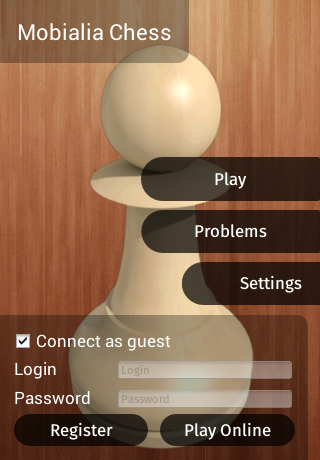 Mobialia Chess
Play
Problems
Settings
Connect as guest
Login Login
Password Password
Register Play Online